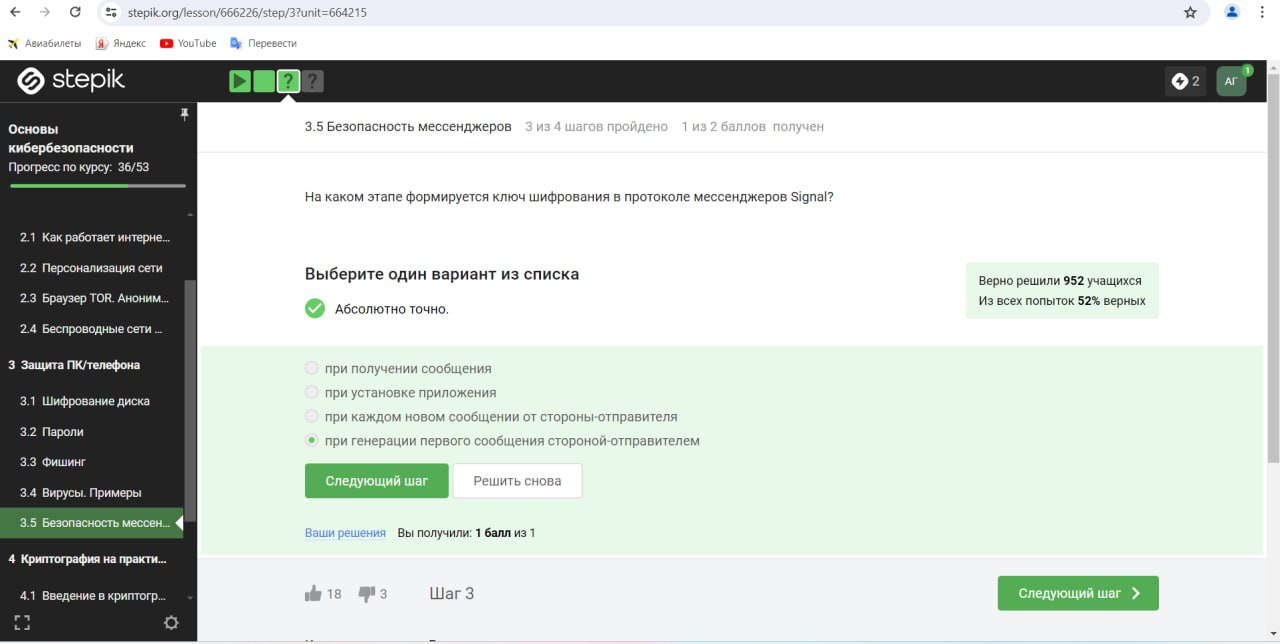 stepik.org/lesson/666226/step/3?unit=664215
Авиабилеты Яндекс YouTube Перевести
stepik
? ?
2
АГ
1
Основы
кибербезопасности
Прогресс по курсу: 36/53
2.1 Как работает интерне...
2.2 Персонализация сети
2.3 Браузер TOR. Аноним...
2.4 Беспроводные сети ...
3 Защита ПК/телефона
3.1 Шифрование диска
3.2 Пароли
3.3 Фишинг
3.4 Вирусы. Примеры
3.5 Безопасность мессен...
4 Криптография на практи...
4.1 Введение в криптогр...
3.5 Безопасность мессенджеров 3 из 4 шагов пройдено 1 из 2 баллов получен
На каком этапе формируется ключ шифрования в протоколе мессенджеров Signal?
Выберите один вариант из списка
Абсолютно точно.
Верно решили 952 учащихся
Из всех попыток 52% верных
при получении сообщения
при установке приложения
при каждом новом сообщении от стороны-отправителя
при генерации первого сообщения стороной-отправителем
Следующий шаг Решить снова
Ваши решения Вы получили: 1 балл из 1
18 3 Шаг 3 Следующий шаг